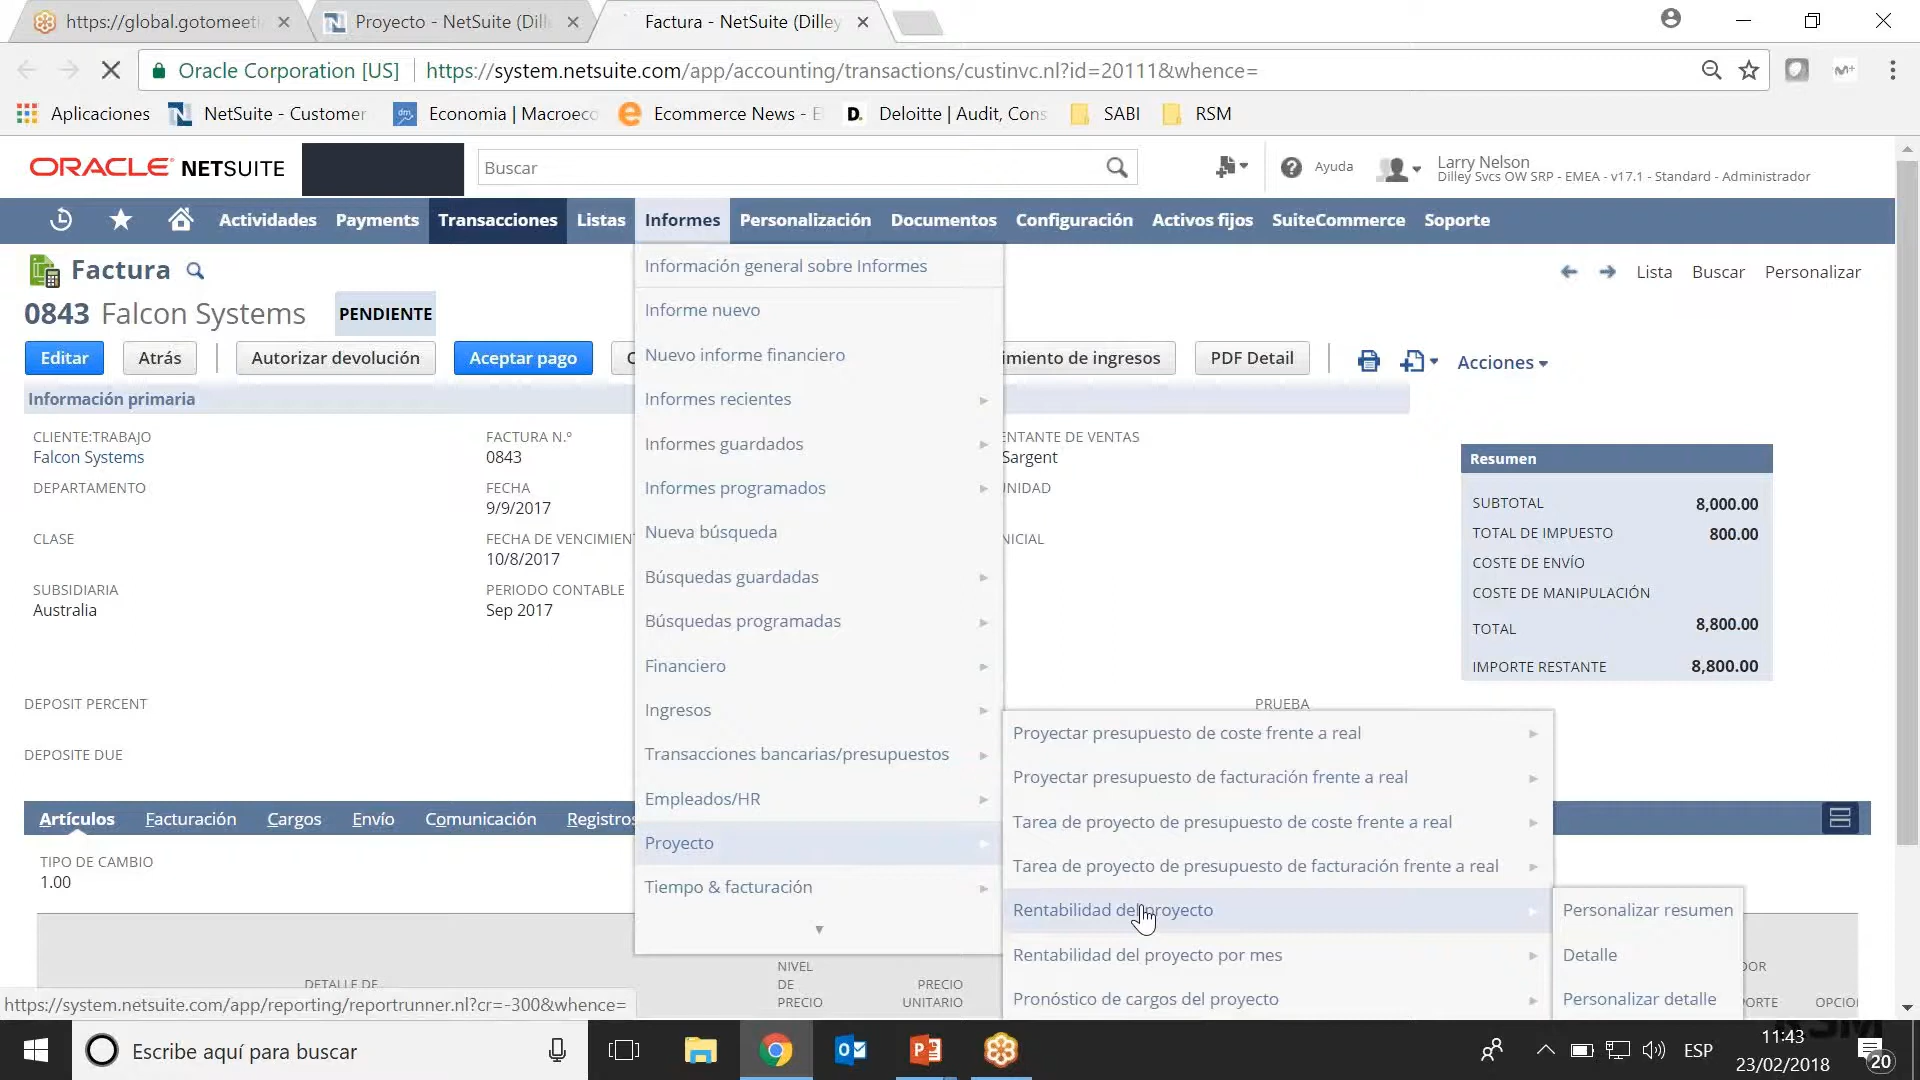 https://global.gotomeeti
Proyecto - NetSuite (Dill
Factura - NetSuite (Dilley
Oracle Corporation [US]
https://system.netsuite.com/app/accounting/transactions/custinvc.nl?id=20111&whence=
Aplicaciones
NetSuite - Customer
Economia | Macroeco
Ecommerce News - E
Deloitte | Audit, Cons
SABI
RSM
ORACLE NETSUITE
Buscar
Ayuda
Larry Nelson
Dilley Svcs OW SRP - EMEA - v17.1 - Standard - Administrador
Actividades
Payments
Transacciones
Listas
Informes
Personalización
Documentos
Configuración
Activos fijos
SuiteCommerce
Soporte
Factura
Lista
Buscar
Personalizar
0843 Falcon Systems
PENDIENTE
Editar
Atrás
Autorizar devolución
Aceptar pago
imiento de ingresos
PDF Detail
Acciones
Información primaria
CLIENTE:TRABAJO
Falcon Systems
DEPARTAMENTO
CLASE
SUBSIDIARIA
Australia
FACTURA N.º
0843
FECHA
9/9/2017
FECHA DE VENCIMIEN
10/8/2017
PERIODO CONTABLE
Sep 2017
ENTANTE DE VENTAS
Sargent
UNIDAD
NICIAL
Resumen
SUBTOTAL 8,000.00
TOTAL DE IMPUESTO 800.00
COSTE DE ENVÍO
COSTE DE MANIPULACIÓN
TOTAL 8,800.00
IMPORTE RESTANTE 8,800.00
DEPOSIT PERCENT
DEPOSITE DUE
PRUEBA
Información general sobre Informes
Informe nuevo
Nuevo informe financiero
Informes recientes
Informes guardados
Informes programados
Nueva búsqueda
Búsquedas guardadas
Búsquedas programadas
Financiero
Ingresos
Transacciones bancarias/presupuestos
Empleados/HR
Proyecto
Tiempo & facturación
Proyectar presupuesto de coste frente a real
Proyectar presupuesto de facturación frente a real
Tarea de proyecto de presupuesto de coste frente a real
Tarea de proyecto de presupuesto de facturación frente a real
Rentabilidad del proyecto
Rentabilidad del proyecto por mes
Pronóstico de cargos del proyecto
Personalizar resumen
Detalle
Personalizar detalle
Artículos
Facturación
Cargos
Envío
Comunicación
Registros
TIPO DE CAMBIO
1.00
DETALLE DE
NIVEL
DE
PRECIO
PRECIO
UNITARIO
DOR
PORTE
OPCIO
https://system.netsuite.com/app/reporting/reportrunner.nl?cr=-300&whence=
RSM
Escribe aquí para buscar
ESP
11:43
23/02/2018
20